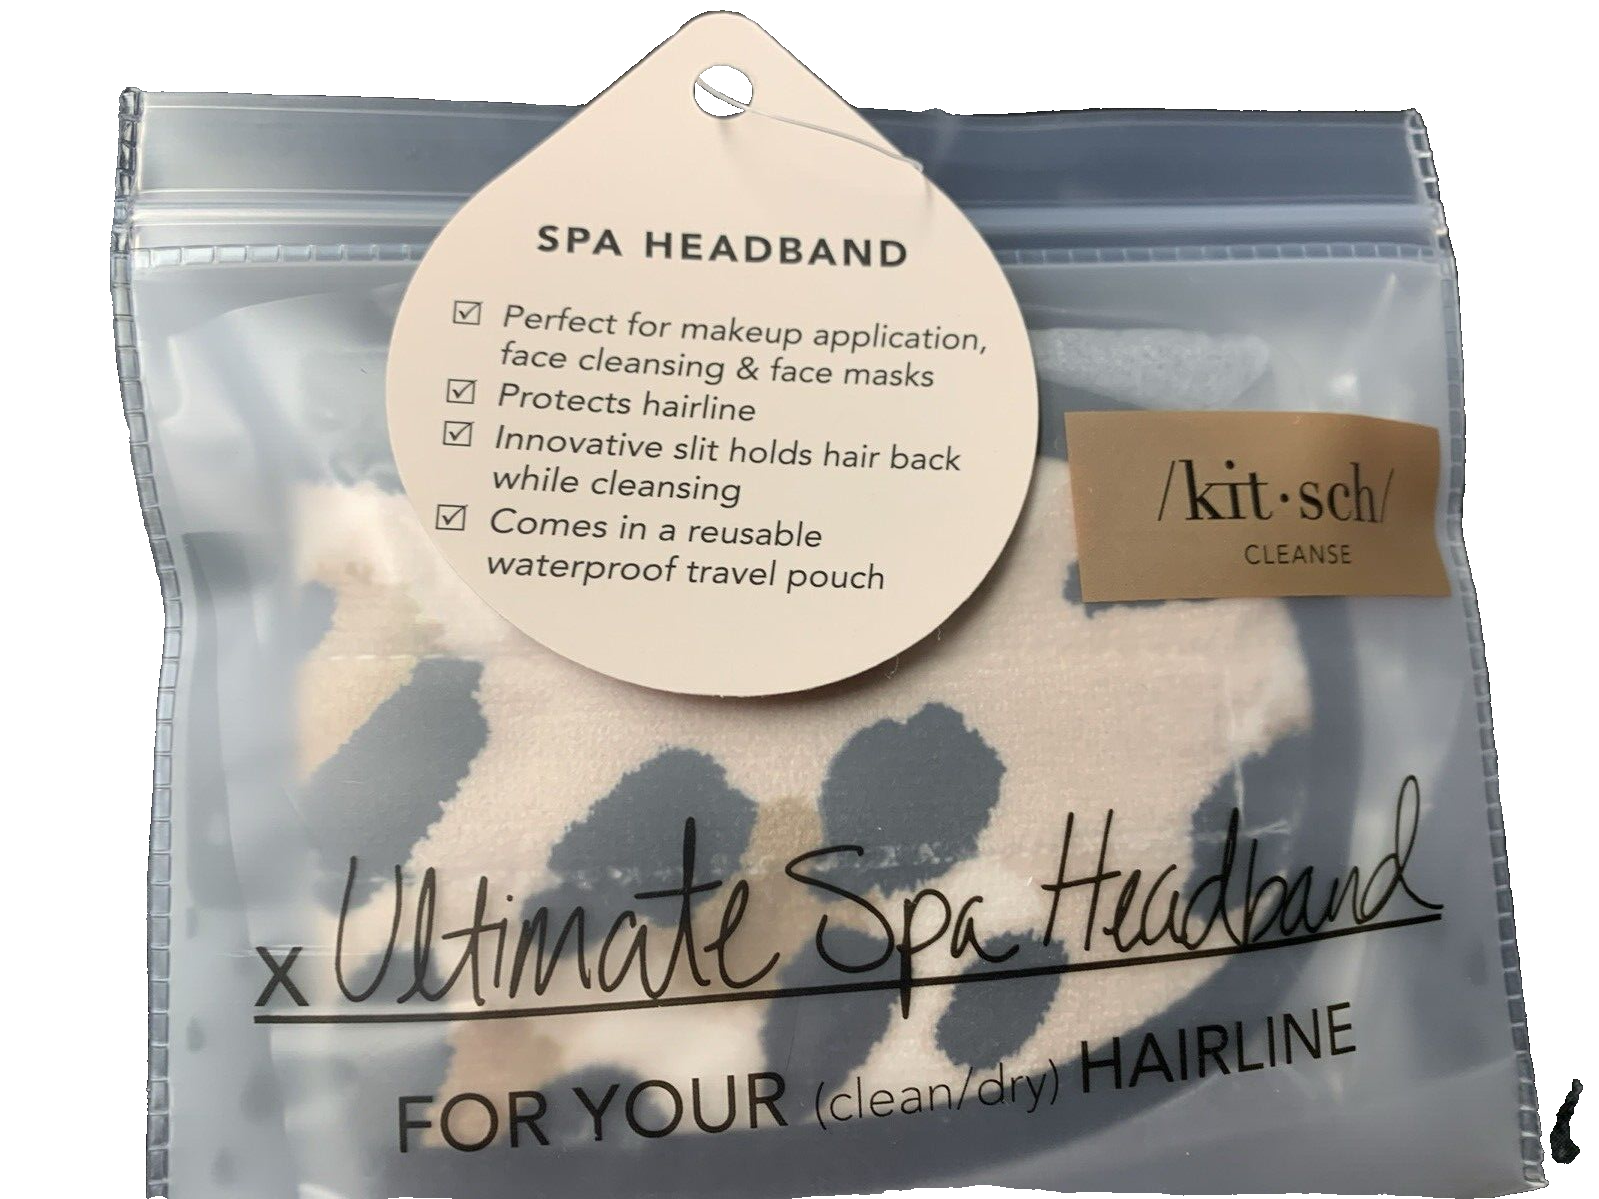 SPA HEADBAND
☑ Perfect for makeup application,
face cleansing & face masks
☑ Protects hairline
☑ Innovative slit holds hair back
while cleansing
☑ Comes in a reusable
waterproof travel pouch
/kit·sch/
CLEANSE
x Ultimate Spa Headband
FOR YOUR (clean/dry) HAIRLINE